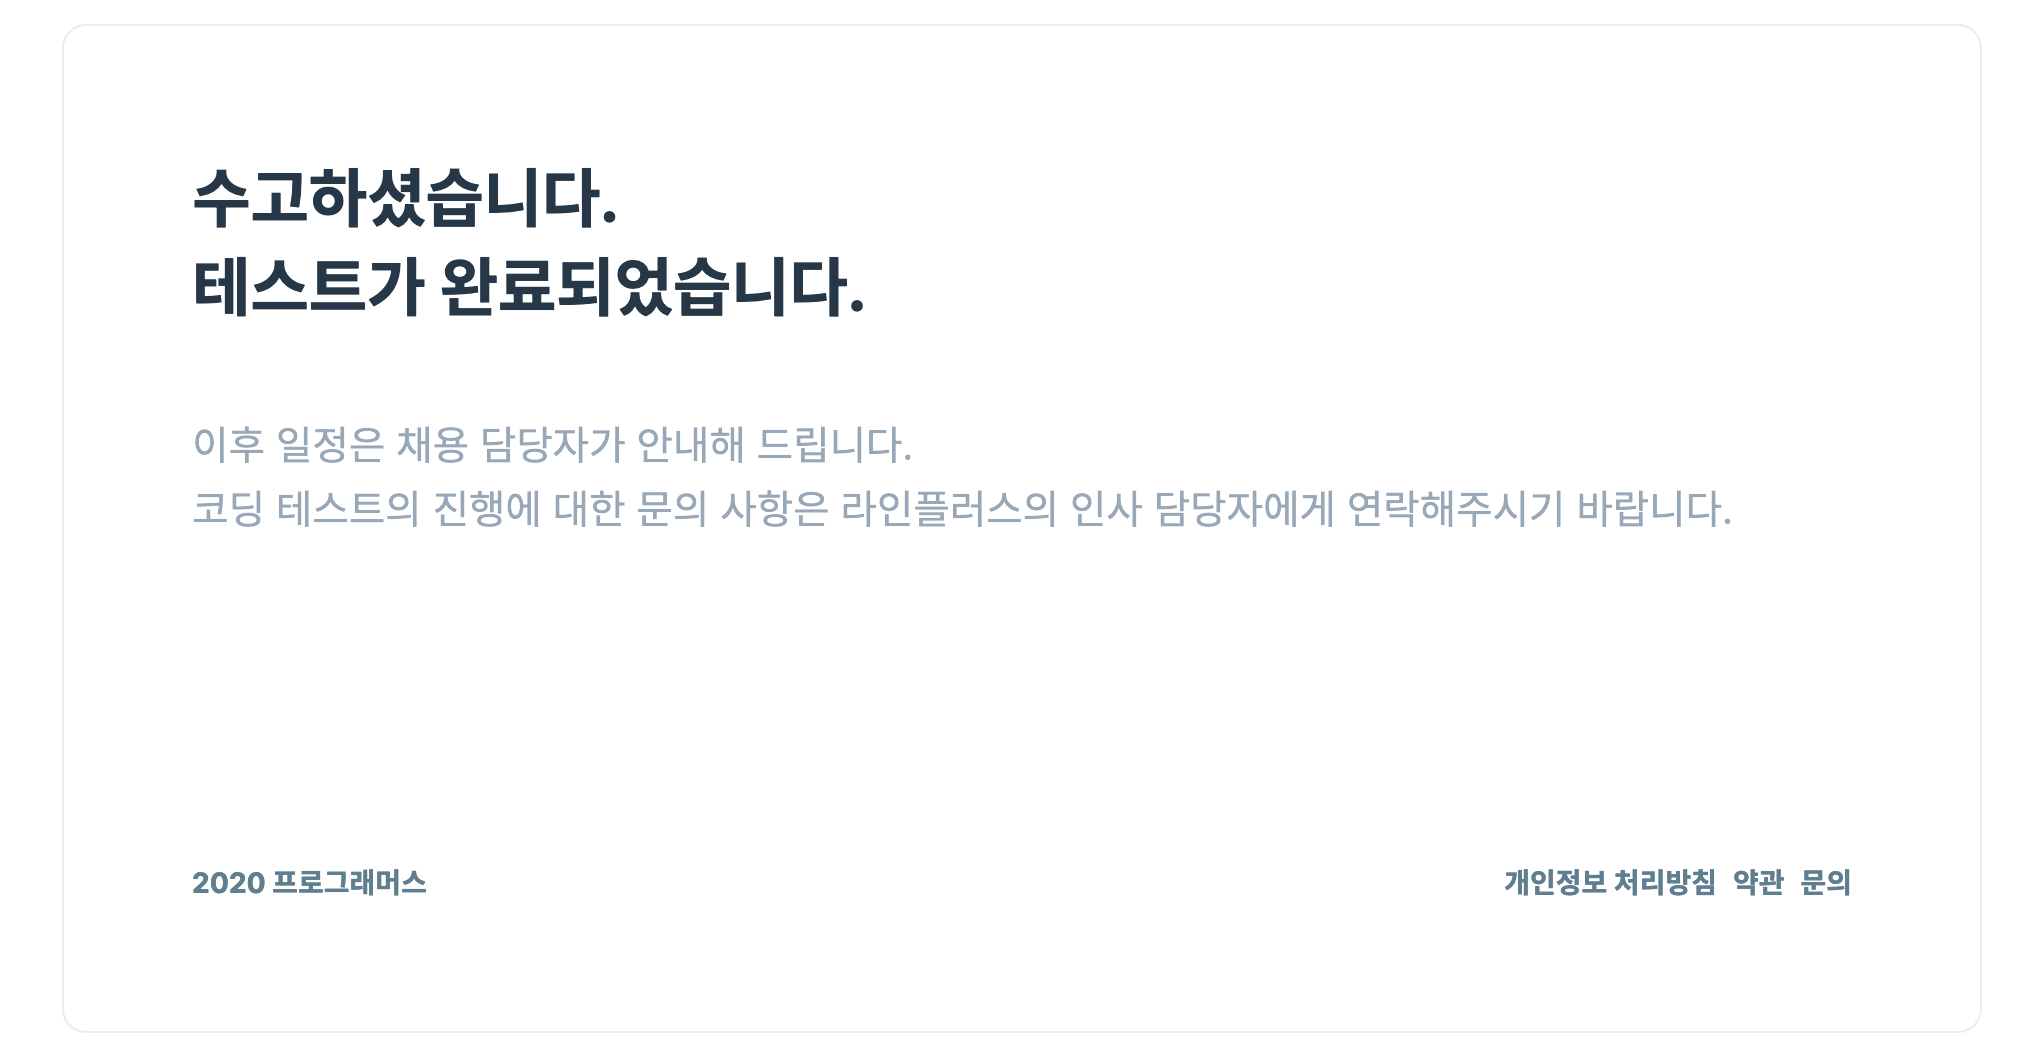 수고하셨습니다.
테스트가 완료되었습니다.
이후 일정은 채용 담당자가 안내해 드립니다.
코딩 테스트의 진행에 대한 문의 사항은 라인플러스의 인사 담당자에게 연락해주시기 바랍니다.
2020 프로그래머스 개인정보 처리방침 약관 문의